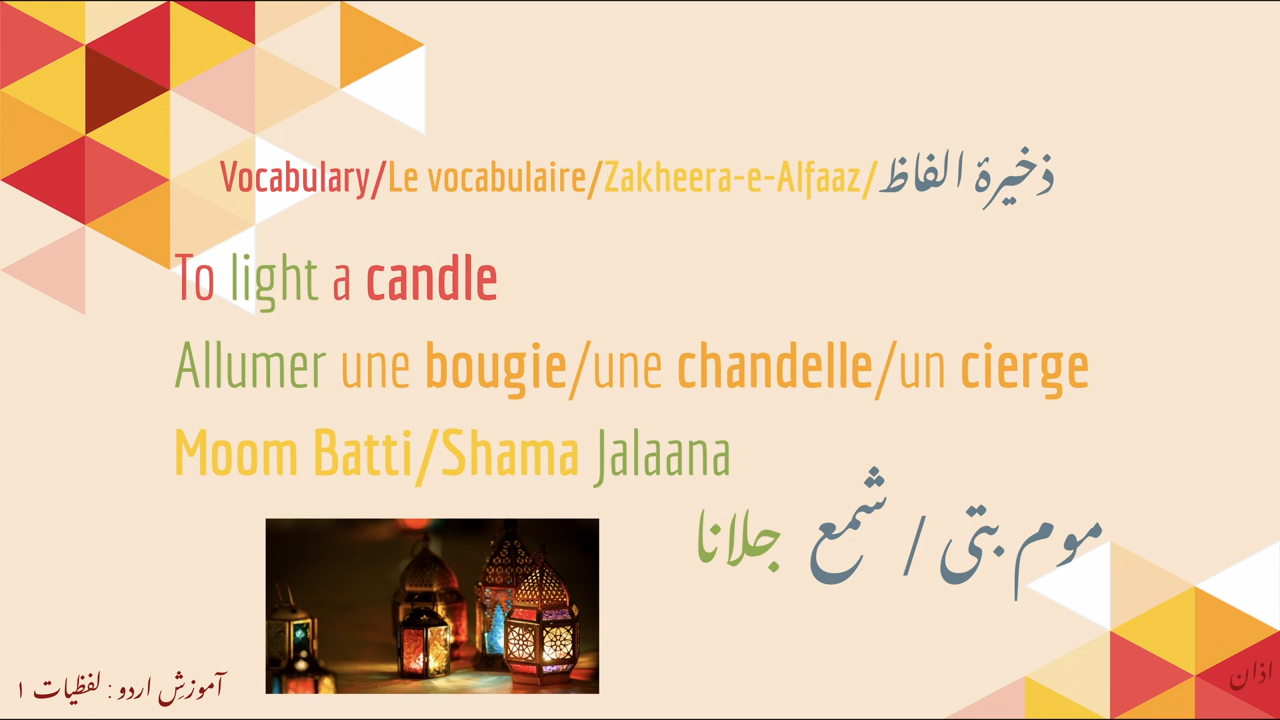 Vocabulary/Le vocabulaire/Zakheera-e-Alfaaz/ذخیرۂ الفاظ
To light a candle
Allumer une bougie/une chandelle/un cierge
Moom Batti/Shama Jalaana
موم بتی / شمع جلانا
آموزشِ اردو : لفظیات ۱
اذان